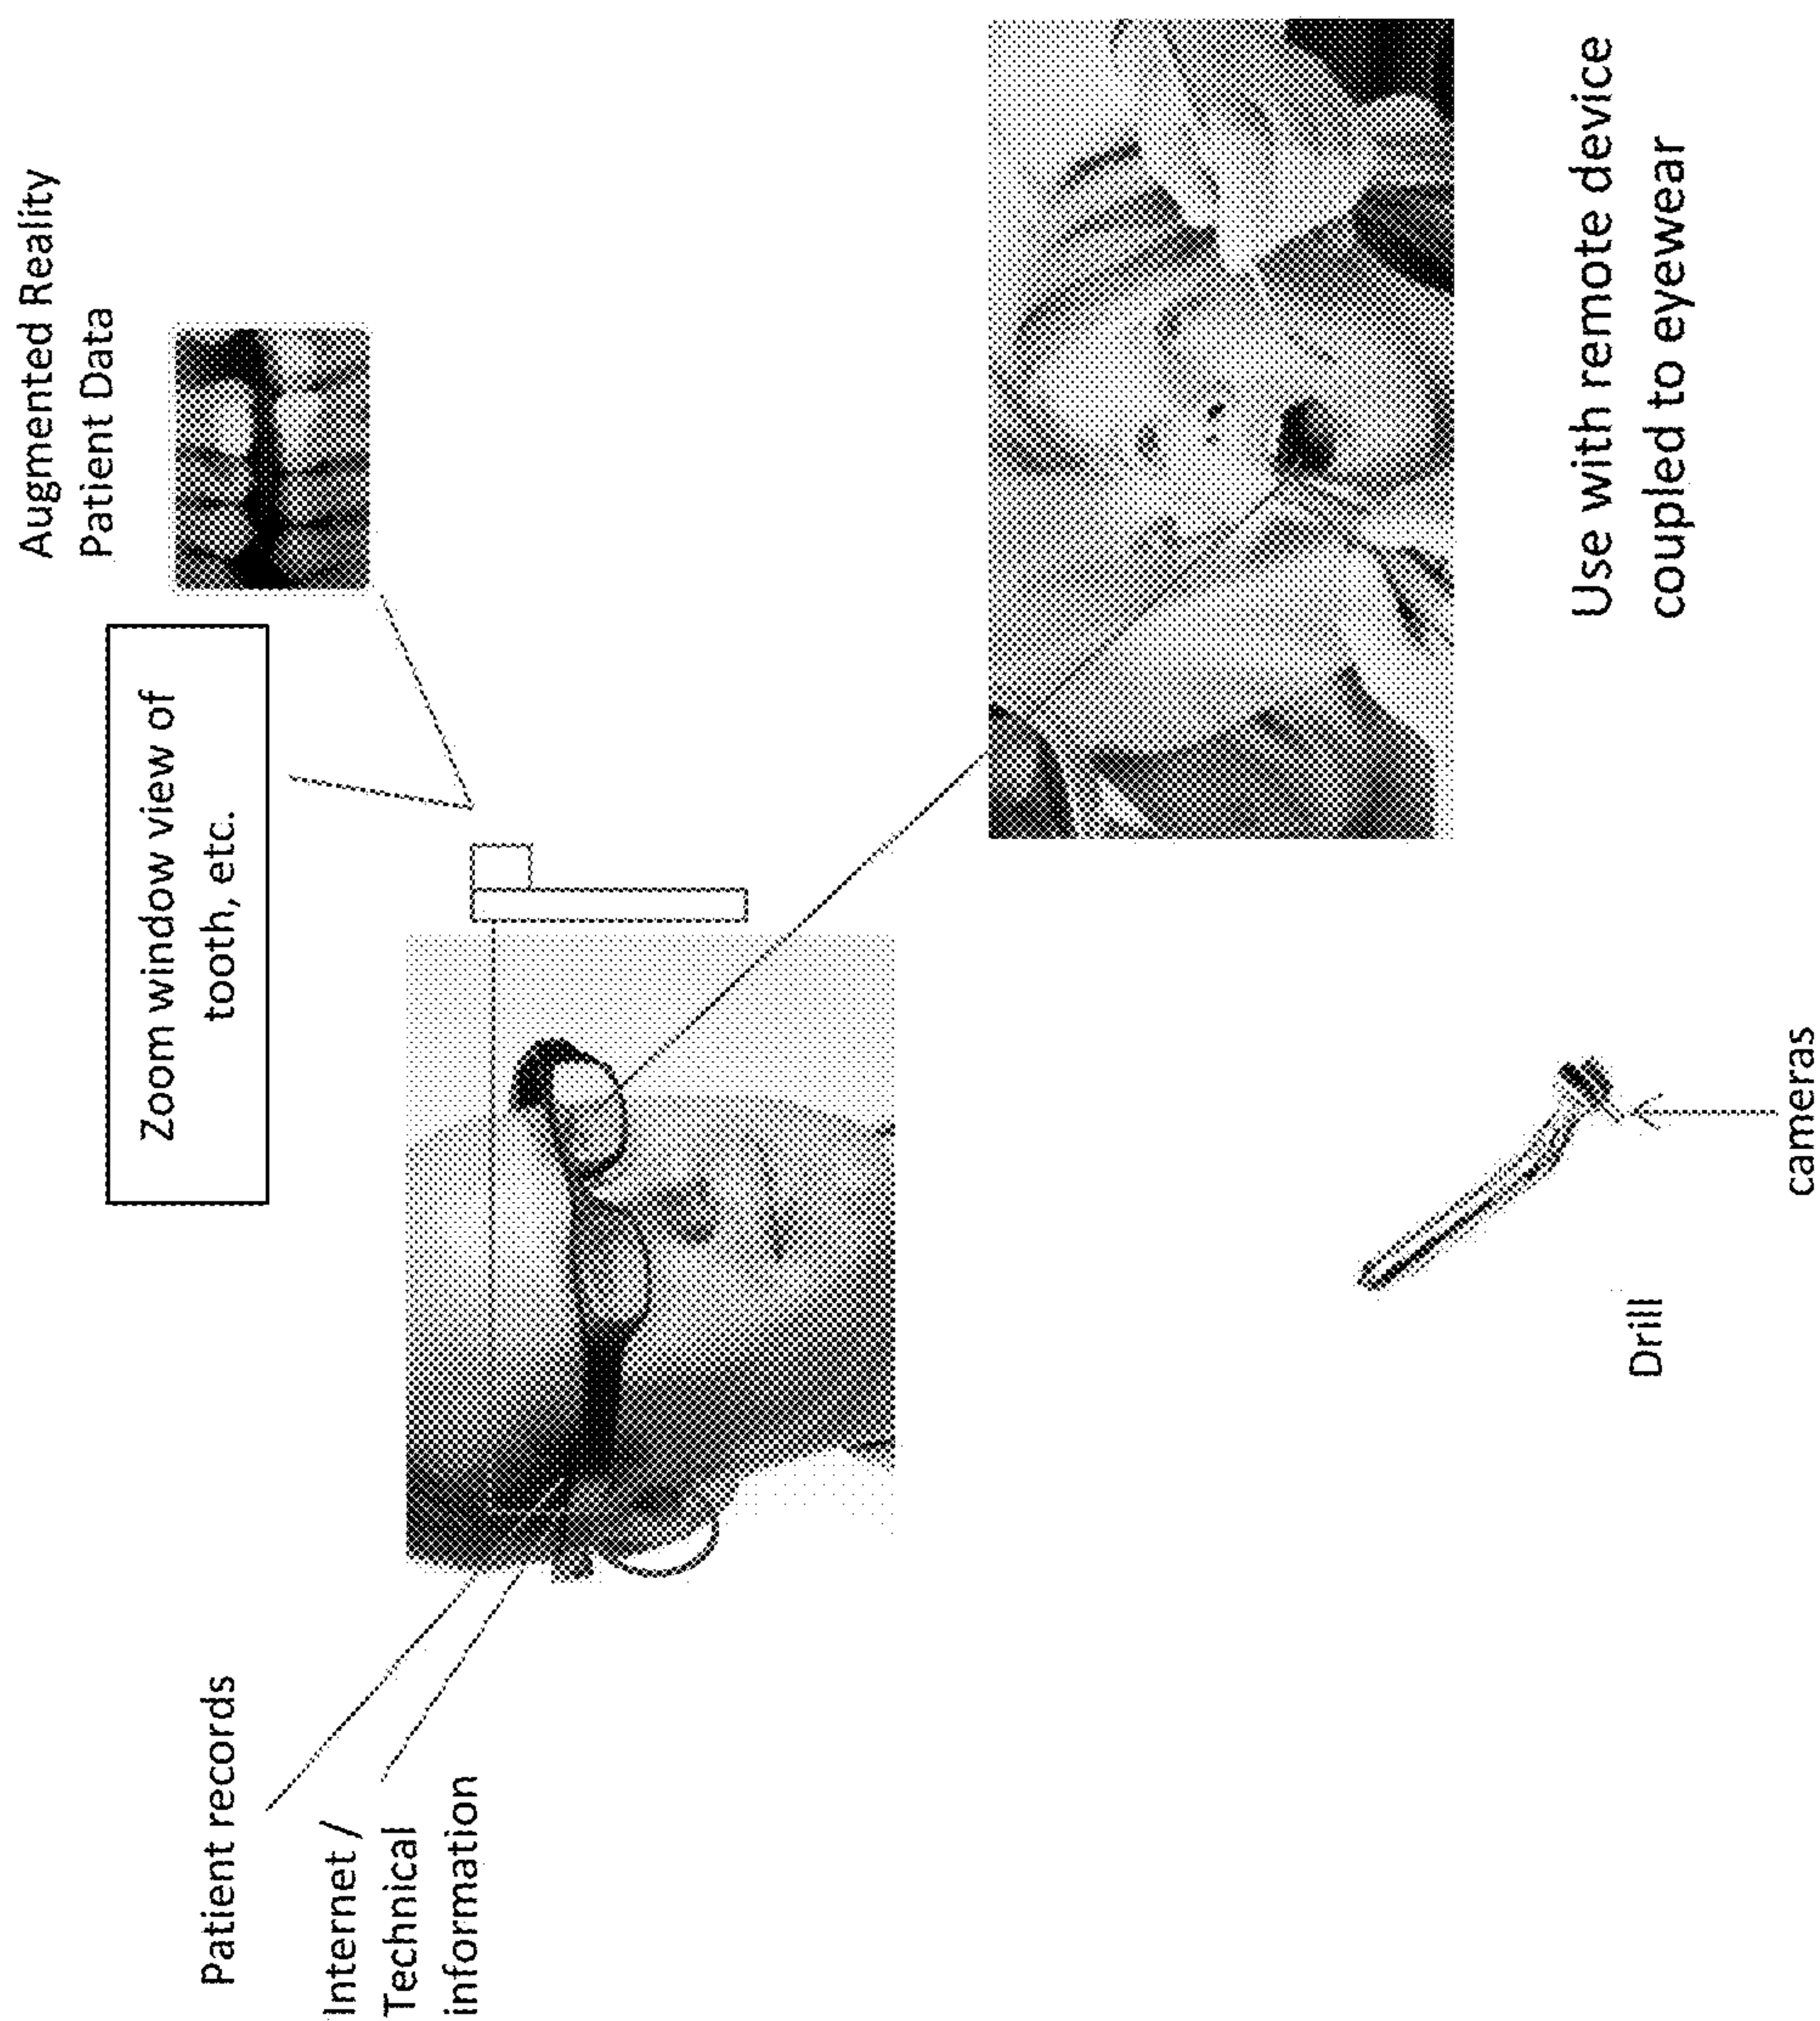 Augmented Reality
Patient Data
Zoom window view of
tooth, etc.
Patient records
Internet /
Technical
information
Use with remote device
coupled to eyewear
Drill
cameras